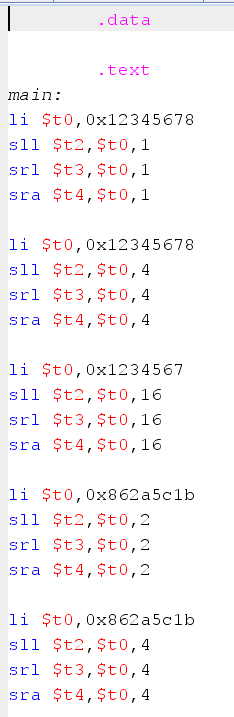 .data
.text
main:
li $t0,0x12345678
sll $t2,$t0,1
srl $t3,$t0,1
sra $t4,$t0,1
li $t0,0x12345678
sll $t2,$t0,4
srl $t3,$t0,4
sra $t4,$t0,4
li $t0,0x1234567
sll $t2,$t0,16
srl $t3,$t0,16
sra $t4,$t0,16
li $t0,0x862a5c1b
sll $t2,$t0,2
srl $t3,$t0,2
sra $t4,$t0,2
li $t0,0x862a5c1b
sll $t2,$t0,4
srl $t3,$t0,4
sra $t4,$t0,4